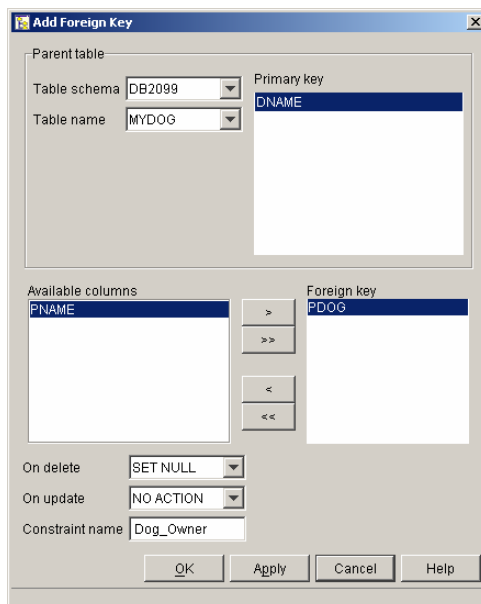 Add Foreign Key
Parent table
Table schema DB2099
Table name MYDOG
Primary key
DNAME
Available columns
PNAME
>
>>
<
<<
Foreign key
PDOG
On delete SET NULL
On update NO ACTION
Constraint name Dog_Owner
OK Apply Cancel Help